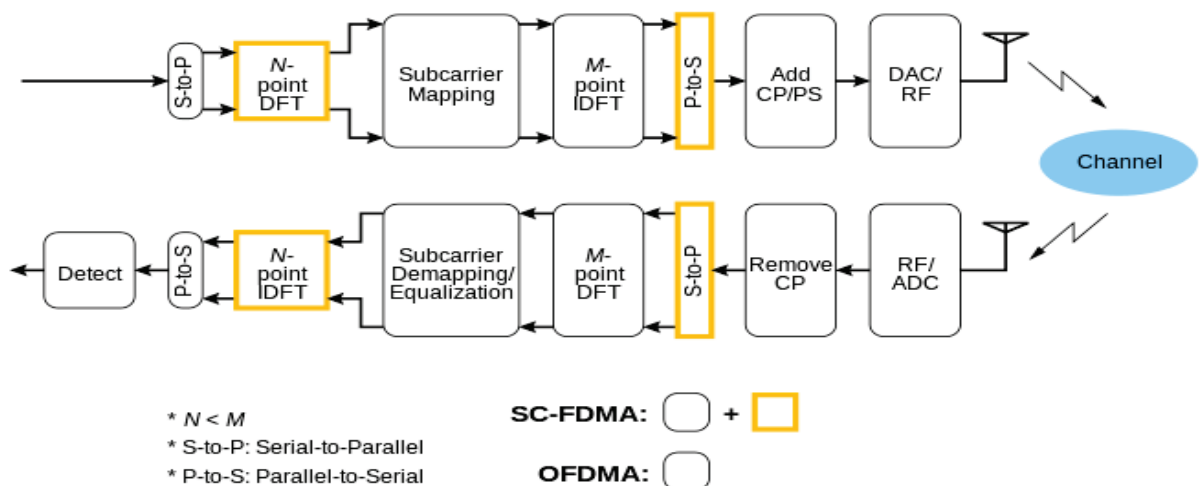 S-to-P
N-
point
DFT
Subcarrier
Mapping
M-
point
IDFT
P-to-S
Add
CP/PS
DAC/
RF
Channel
Detect
P-to-S
N-
point
IDFT
Subcarrier
Demapping/
Equalization
M-
point
DFT
S-to-P
Remove
CP
RF/
ADC
* N < M
* S-to-P: Serial-to-Parallel
* P-to-S: Parallel-to-Serial
SC-FDMA: +
OFDMA: